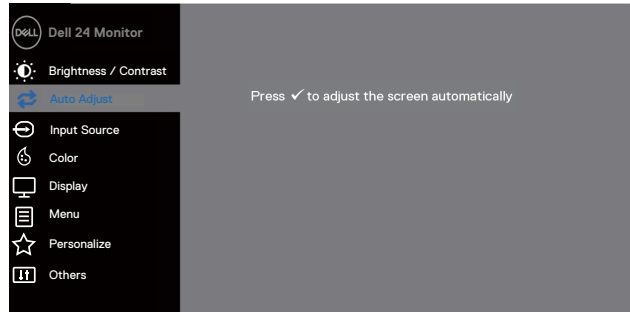 DELL
Dell 24 Monitor
Brightness / Contrast
Auto Adjust
Press ✓ to adjust the screen automatically
Input Source
Color
Display
Menu
Personalize
Others